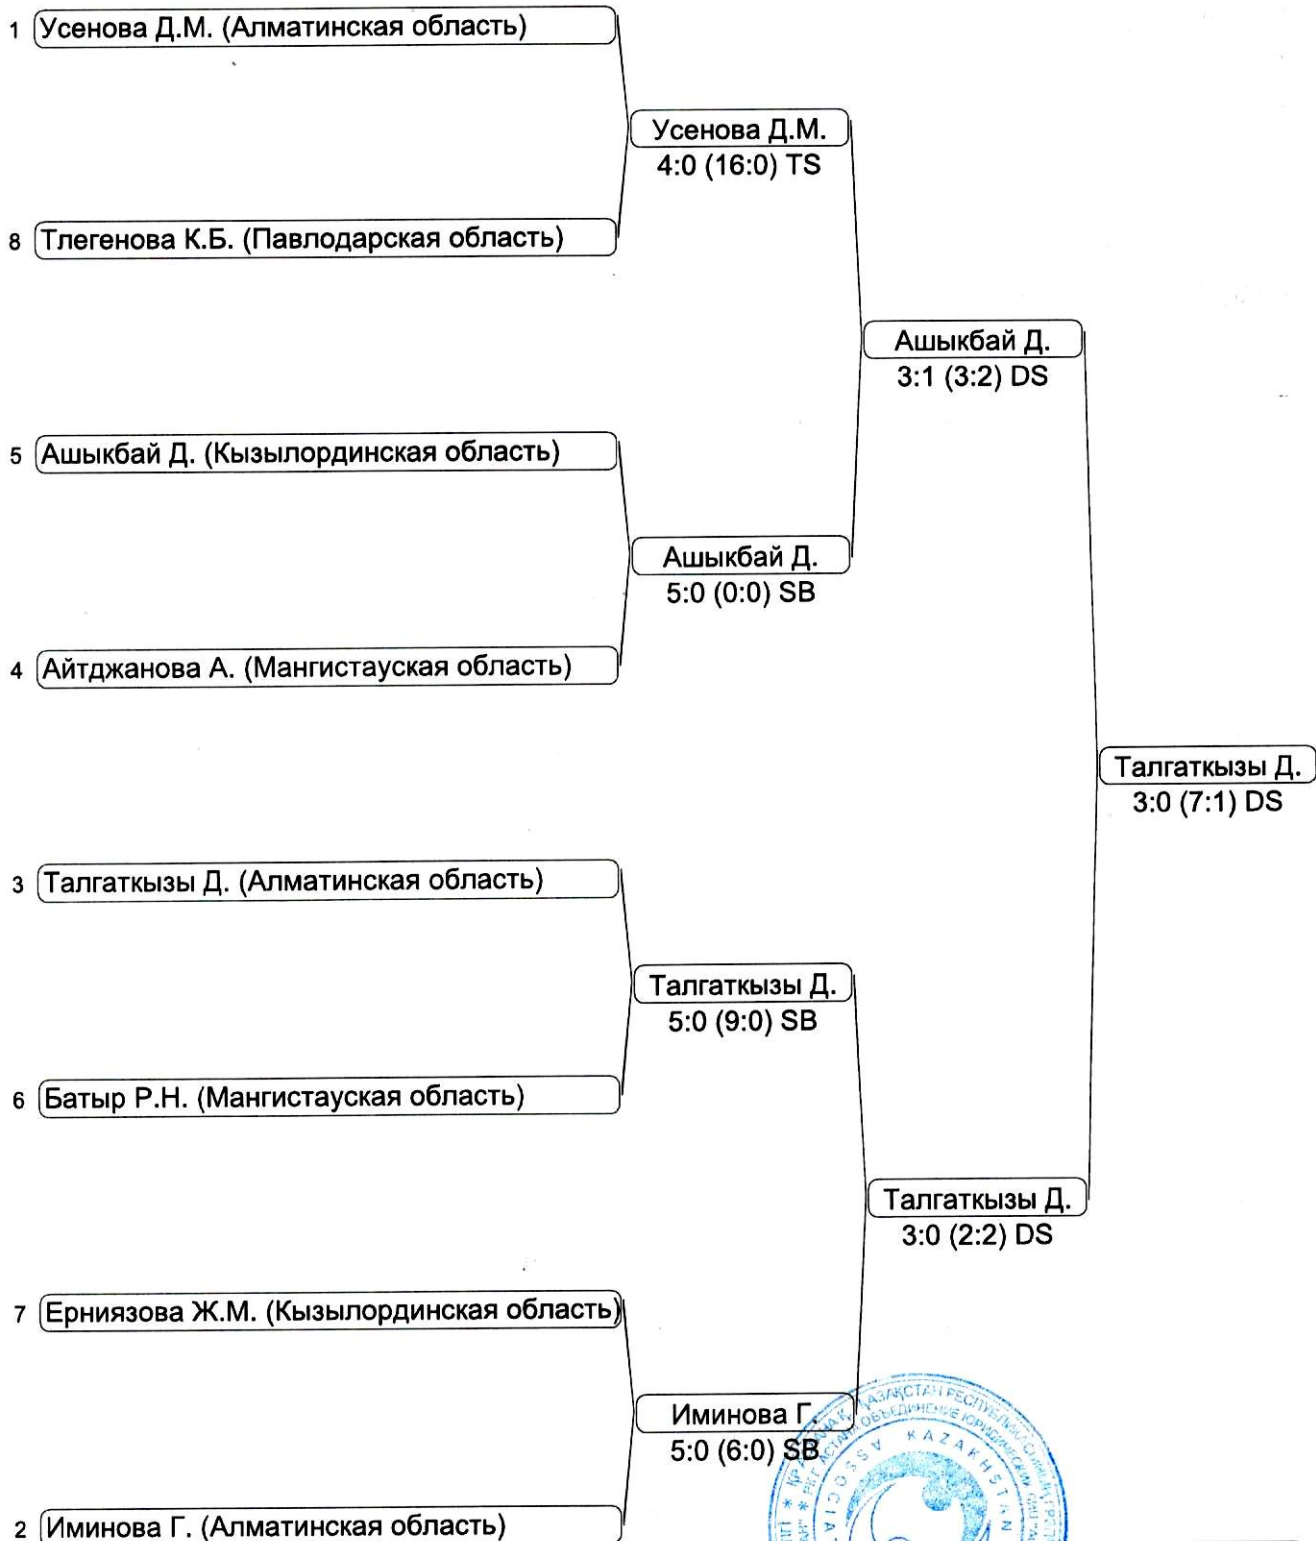 1 Усенова Д.М. (Алматинская область)
Усенова Д.М.
4:0 (16:0) TS
8 Тлегенова К.Б. (Павлодарская область)
Ашыкбай Д.
3:1 (3:2) DS
5 Ашыкбай Д. (Кызылординская область)
Ашыкбай Д.
5:0 (0:0) SB
4 Айтджанова А. (Мангистауская область)
Талгаткызы Д.
3:0 (7:1) DS
3 Талгаткызы Д. (Алматинская область)
Талгаткызы Д.
5:0 (9:0) SB
6 Батыр Р.Н. (Мангистауская область)
Талгаткызы Д.
3:0 (2:2) DS
7 Ерниязова Ж.М. (Кызылординская область)
Иминова Г.
5:0 (6:0) SB
2 Иминова Г. (Алматинская область)
KAZAKHSTAN